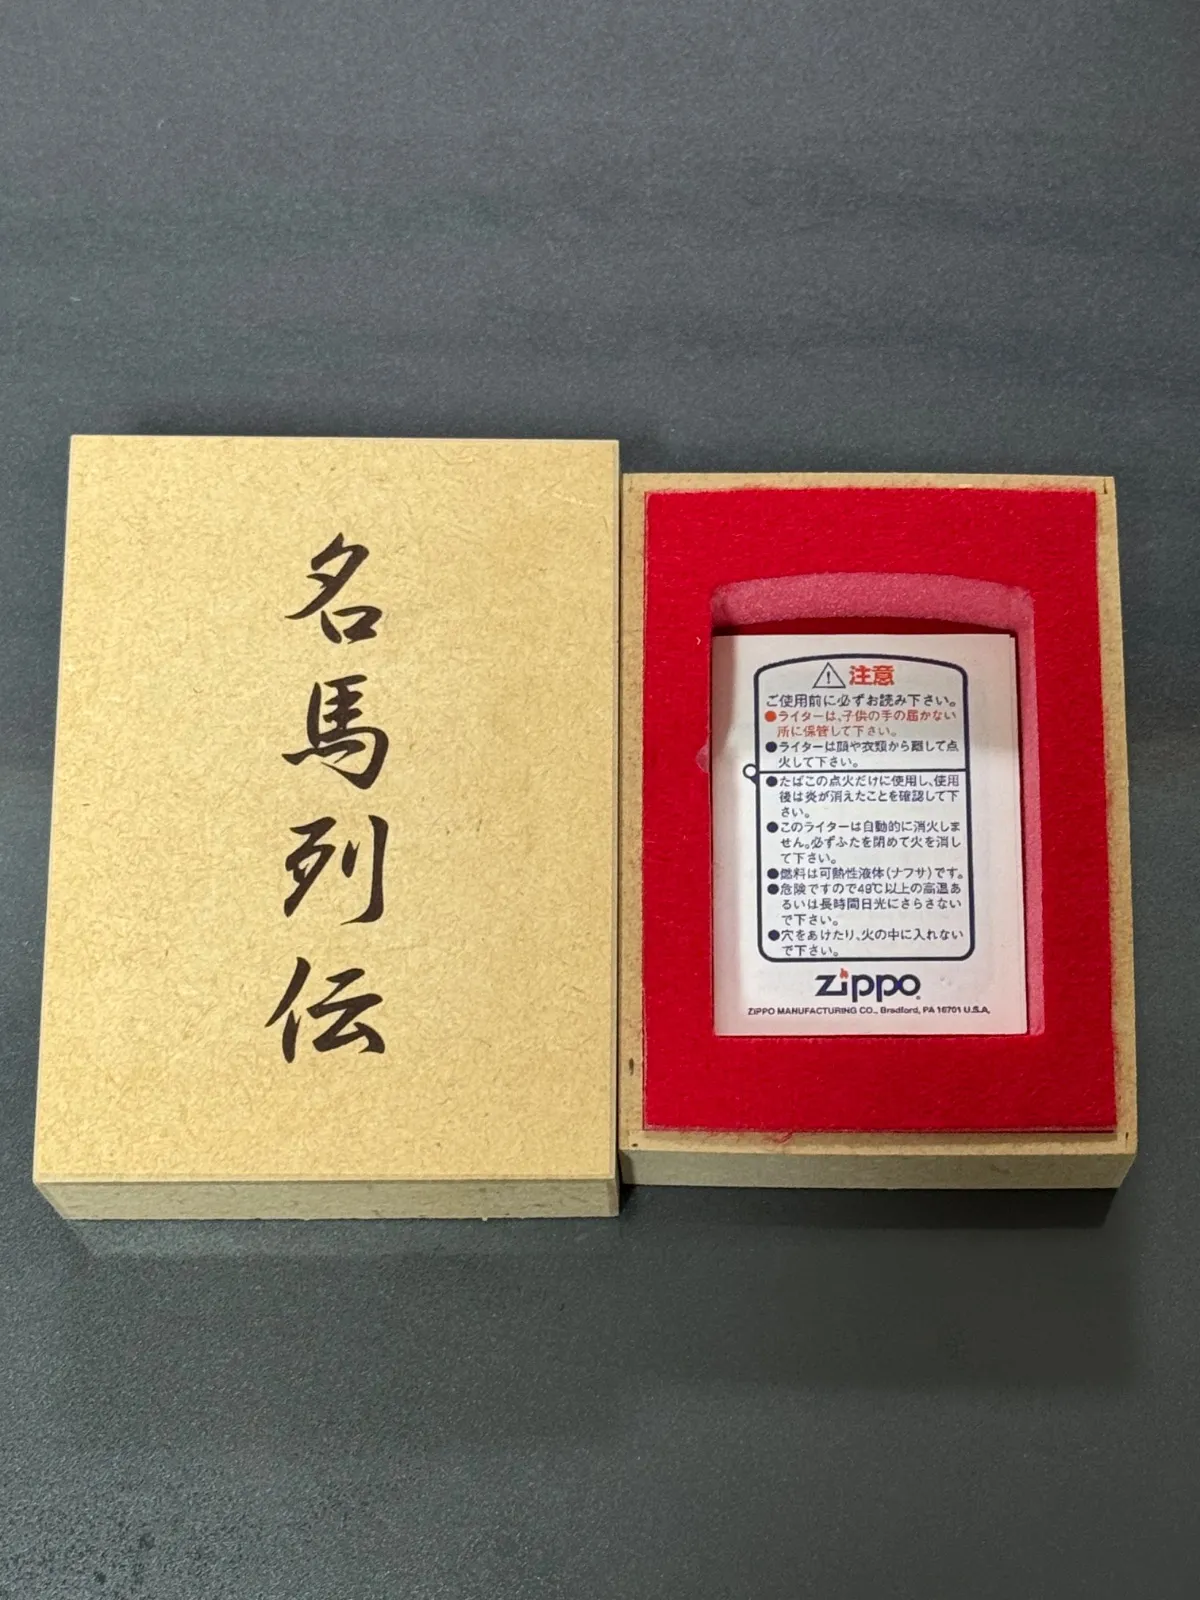 名馬列伝
注意
ご使用前に必ずお読み下さい。
●ライターは、子供の手の届かない
所に保管して下さい。
●ライターは顔や衣類から離して点
火して下さい。
●たばこの点火だけに使用し、使用
後は炎が消えたことを確認して下
さい。
●このライターは自動的に消火しま
せん。必ずふたを閉めて火を消し
て下さい。
●燃料は可熱性液体(ナフサ)です。
●危険ですので49℃以上の高温あ
るいは長時間日光にさらさない
で下さい。
●穴をあけたり、火の中に入れない
で下さい。
zippo
ZIPPO MANUFACTURING CO., Bradford, PA 16701 U.S.A.